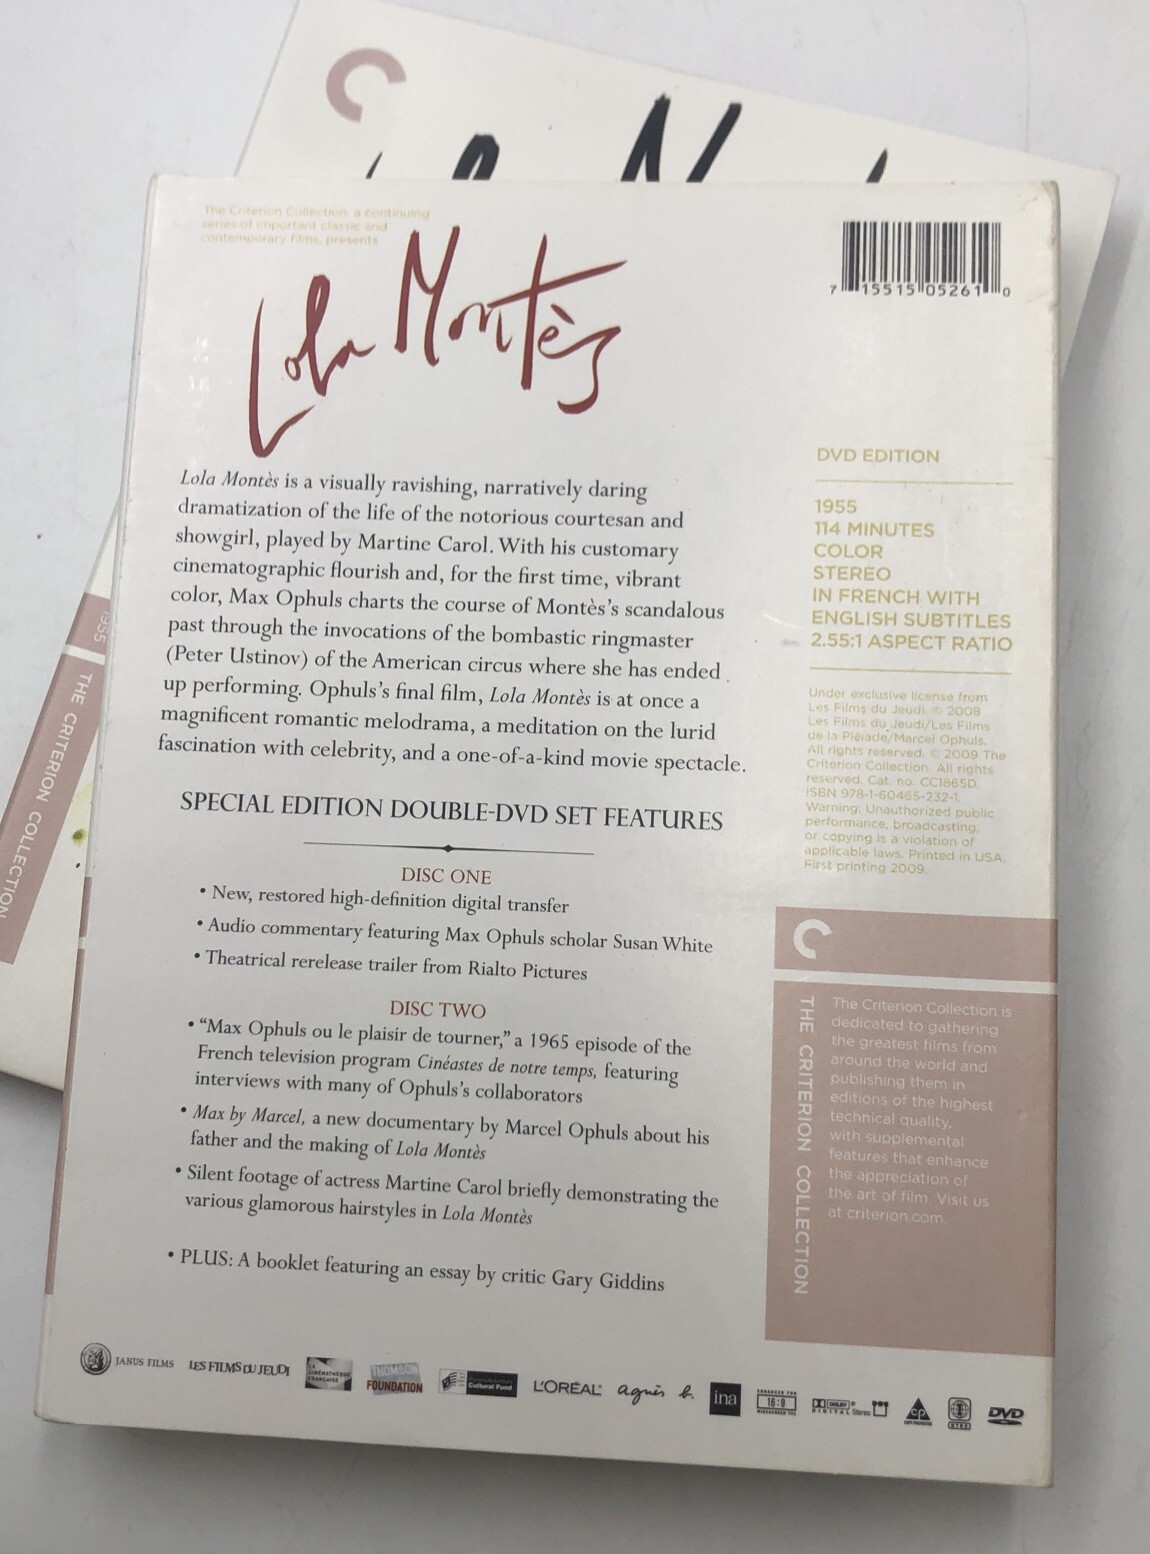 The Criterion Collection, a continuing
series of important classic and
contemporary films, presents
Lola Montès
7 15515 05261 0
Lola Montès is a visually ravishing, narratively daring
dramatization of the life of the notorious courtesan and
showgirl, played by Martine Carol. With his customary
cinematographic flourish and, for the first time, vibrant
color, Max Ophuls charts the course of Montès's scandalous
past through the invocations of the bombastic ringmaster
(Peter Ustinov) of the American circus where she has ended
up performing. Ophuls's final film, Lola Montès is at once a
magnificent romantic melodrama, a meditation on the lurid
fascination with celebrity, and a one-of-a-kind movie spectacle.
SPECIAL EDITION DOUBLE-DVD SET FEATURES
DISC ONE
• New, restored high-definition digital transfer
• Audio commentary featuring Max Ophuls scholar Susan White
• Theatrical rerelease trailer from Rialto Pictures
DISC TWO
• “Max Ophuls ou le plaisir de tourner,” a 1965 episode of the
French television program Cinéastes de notre temps, featuring
interviews with many of Ophuls's collaborators
• Max by Marcel, a new documentary by Marcel Ophuls about his
father and the making of Lola Montès
• Silent footage of actress Martine Carol briefly demonstrating the
various glamorous hairstyles in Lola Montès
• PLUS: A booklet featuring an essay by critic Gary Giddins
DVD EDITION
1955
114 MINUTES
COLOR
STEREO
IN FRENCH WITH
ENGLISH SUBTITLES
2.55:1 ASPECT RATIO
Under exclusive license from
Les Films du Jeudi. © 2008
Les Films du Jeudi/Les Films
de la Pléiade/Marcel Ophuls.
All rights reserved. © 2009 The
Criterion Collection. All rights
reserved. Cat. no. CC1865D.
ISBN 978-1-60465-232-1.
Warning: Unauthorized public
performance, broadcasting,
or copying is a violation of
applicable laws. Printed in USA.
First printing 2009.
THE CRITERION COLLECTION
The Criterion Collection is
dedicated to gathering
the greatest films from
around the world and
publishing them in
editions of the highest
technical quality,
with supplemental
features that enhance
the appreciation of
the art of film. Visit us
at criterion.com.
1955
THE CRITERION COLLECTION
JANUS FILMS
LES FILMS DU JEUDI
LA CINÉMATHÈQUE FRANÇAISE
THOMSON
FOUNDATION
Cultural Fund
L'ORÉAL
agnès b.
ina
16:9
DOLBY
DIGITAL Stereo
CP
NTSC
DVD